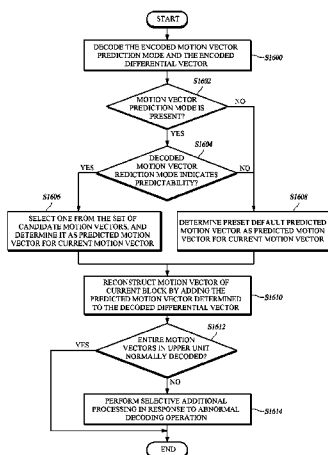 START
DECODE THE ENCODED MOTION VECTOR
PREDICTION MODE AND THE ENCODED
DIFFERENTIAL VECTOR
S1600
S1602
MOTION VECTOR
PREDICTION MODE IS
PRESENT?
NO
YES
S1604
DECODED
MOTION VECTOR
REDICTION MODE INDICATES
PREDICTABILITY?
YES
NO
S1606
SELECT ONE FROM THE SET OF
CANDIDATE MOTION VECTORS, AND
DETERMINE IT AS PREDICTED MOTION
VECTOR FOR CURRENT MOTION VECTOR
S1608
DETERMINE PRESET DEFAULT PREDICTED
MOTION VECTOR AS PREDICTED MOTION
VECTOR FOR CURRENT MOTION VECTOR
RECONSTRUCT MOTION VECTOR OF
CURRENT BLOCK BY ADDING THE
PREDICTED MOTION VECTOR DETERMINED
TO THE DECODED DIFFERENTIAL VECTOR
S1610
S1612
ENTIRE MOTION
VECTORS IN UPPER UNIT
NORMALLY DECODED?
YES
NO
PERFORM SELECTIVE ADDITIONAL
PROCESSING IN RESPONSE TO ABNORMAL
DECODING OPERATION
S1614
END